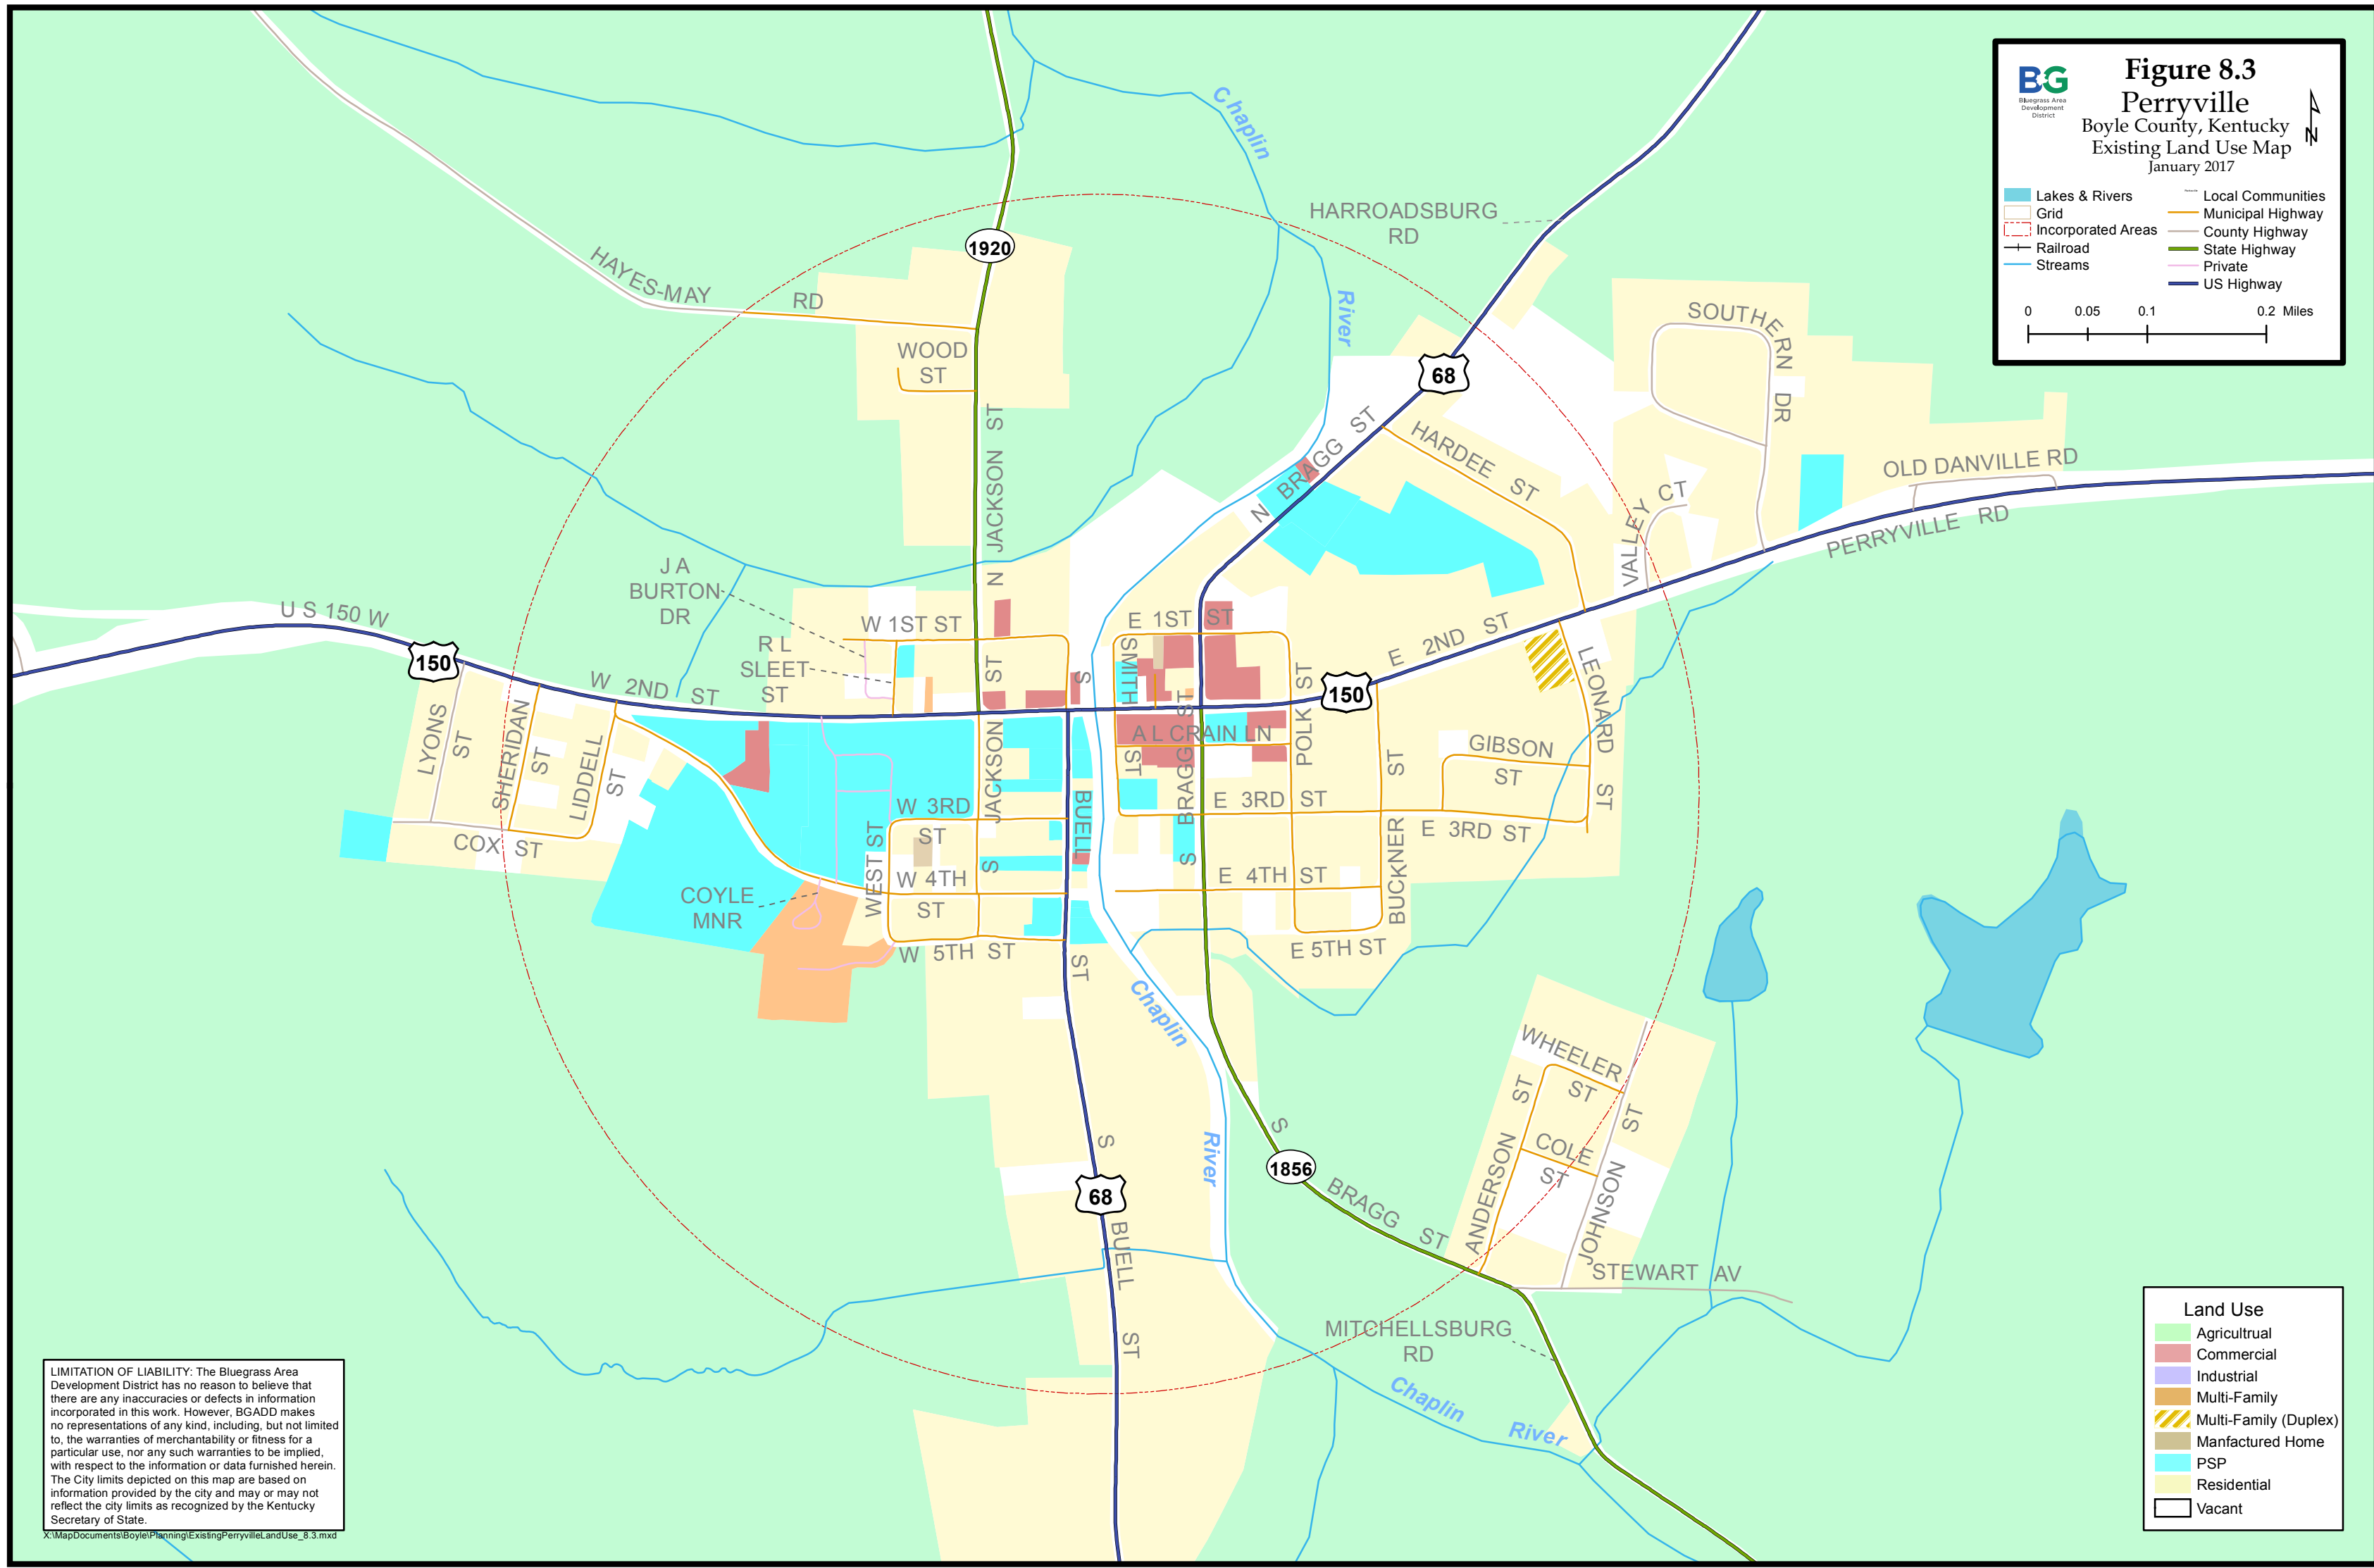 Figure 8.3
Perryville
Boyle County, Kentucky
Existing Land Use Map
January 2017
B&G
Bluegrass Area
Development
District
N
Lakes & Rivers
Grid
Incorporated Areas
Railroad
Streams
Local Communities
Municipal Highway
County Highway
State Highway
Private
US Highway
0 0.05 0.1 0.2 Miles
Chaplin
River
HARROADSBURG
RD
1920
HAYES-MAY RD
WOOD
ST
68
SOUTHERN DR
N JACKSON ST
N BRAGG ST
HARDEE ST
VALLEY CT
OLD DANVILLE RD
PERRYVILLE RD
J A
BURTON
DR
U S 150 W
150
R L
SLEET
ST
W 1ST ST
E 1ST ST
W 2ND ST
E 2ND ST
150
SMITH ST
POLK ST
LEONARD ST
LYONS ST
SHERIDAN ST
LIDDELL ST
COX ST
A L CRAIN LN
GIBSON
ST
S JACKSON ST
S BUELL ST
S BRAGG ST
BUCKNER ST
W 3RD
ST
E 3RD ST
E 3RD ST
WEST ST
W 4TH
ST
E 4TH ST
COYLE
MNR
W 5TH ST
E 5TH ST
Chaplin
River
WHEELER
ST
COLE
ST
ANDERSON ST
JOHNSON ST
1856
S BRAGG ST
68
S BUELL ST
STEWART AV
MITCHELLSBURG
RD
Chaplin River
Land Use
Agricultrual
Commercial
Industrial
Multi-Family
Multi-Family (Duplex)
Manfactured Home
PSP
Residential
Vacant
LIMITATION OF LIABILITY: The Bluegrass Area
Development District has no reason to believe that
there are any inaccuracies or defects in information
incorporated in this work. However, BGADD makes
no representations of any kind, including, but not limited
to, the warranties of merchantability or fitness for a
particular use, nor any such warranties to be implied,
with respect to the information or data furnished herein.
The City limits depicted on this map are based on
information provided by the city and may or may not
reflect the city limits as recognized by the Kentucky
Secretary of State.
X:\MapDocuments\Boyle\Planning\ExistingPerryvilleLandUse_8.3.mxd